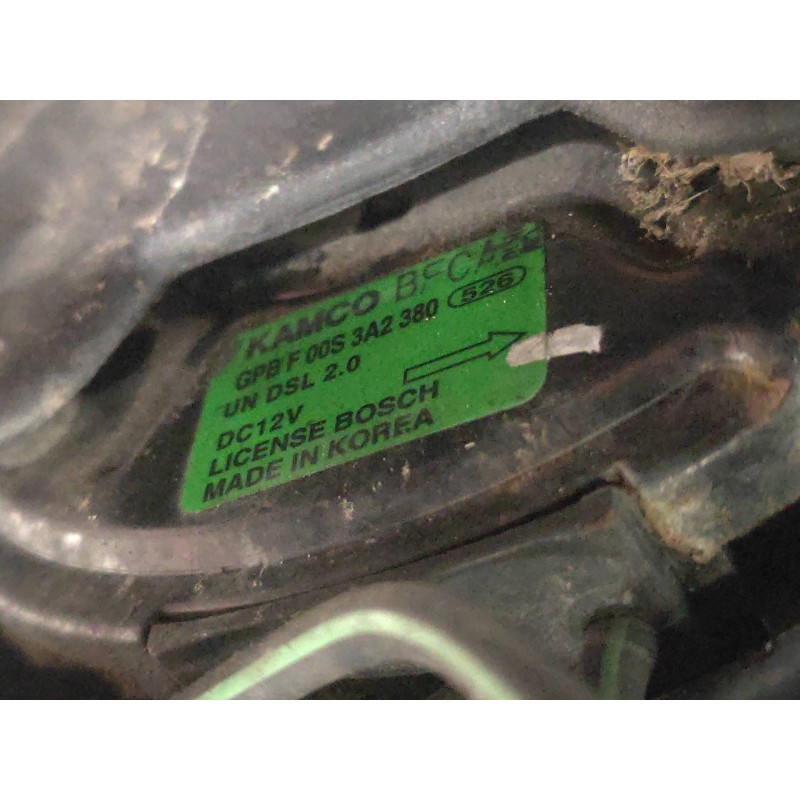 KAMCO
GPB F 00S 3A2 380 526
UN DSL 2.0
DC12V
LICENSE BOSCH
MADE IN KOREA